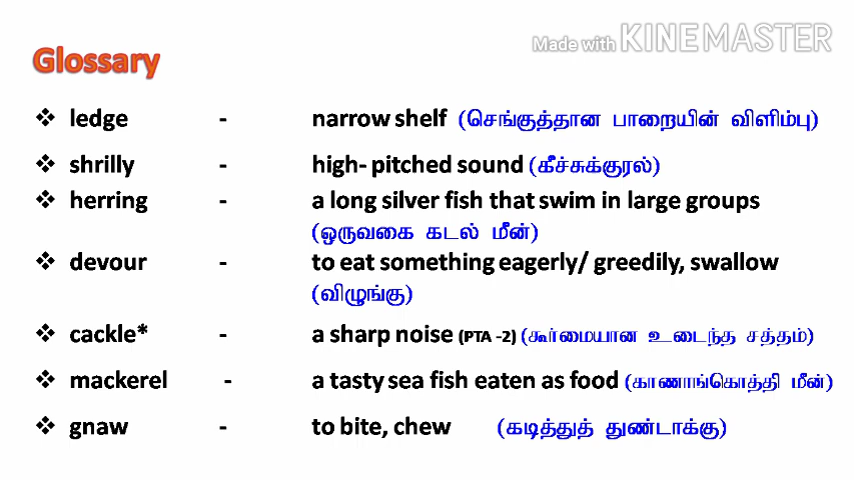 Made with KINEMASTER
Glossary
❖ ledge - narrow shelf (செங்குத்தான பாறையின் விளிம்பு)
❖ shrilly - high- pitched sound (கீச்சுக்குரல்)
❖ herring - a long silver fish that swim in large groups
(ஒருவகை கடல் மீன்)
❖ devour - to eat something eagerly/ greedily, swallow
(விழுங்கு)
❖ cackle* - a sharp noise (PTA -2) (கூர்மையான உடைந்த சத்தம்)
❖ mackerel - a tasty sea fish eaten as food (காணாங்கொத்தி மீன்)
❖ gnaw - to bite, chew (கடித்துத் துண்டாக்கு)